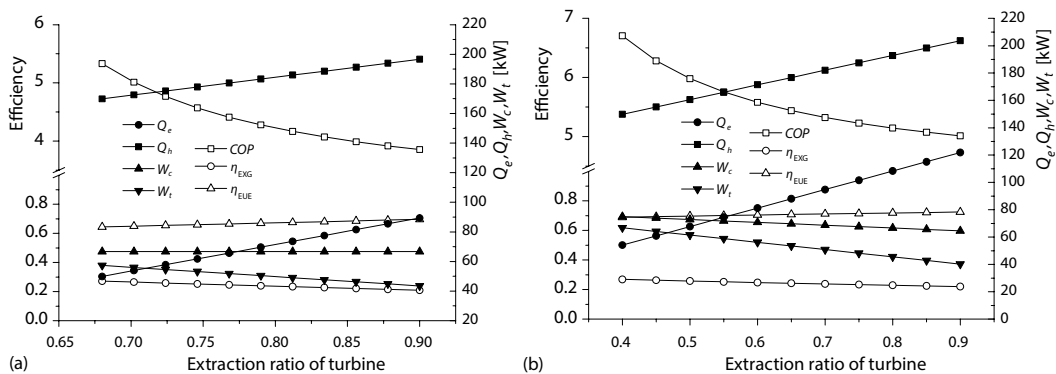 6
5
4
0.8
0.6
0.4
0.2
0.0
Efficiency
220
200
180
160
140
120
100
80
60
40
20
Q_e, Q_h, W_c, W_t [kW]
Q_e
Q_h
W_c
W_t
COP
η_EXG
η_EUE
0.65 0.70 0.75 0.80 0.85 0.90
(a) Extraction ratio of turbine
7
6
5
0.8
0.6
0.4
0.2
0.0
Efficiency
220
200
180
160
140
120
100
80
60
40
20
0
Q_e, Q_h, W_c, W_t [kW]
Q_e
Q_h
W_c
W_t
COP
η_EXG
η_EUE
0.4 0.5 0.6 0.7 0.8 0.9
(b) Extraction ratio of turbine